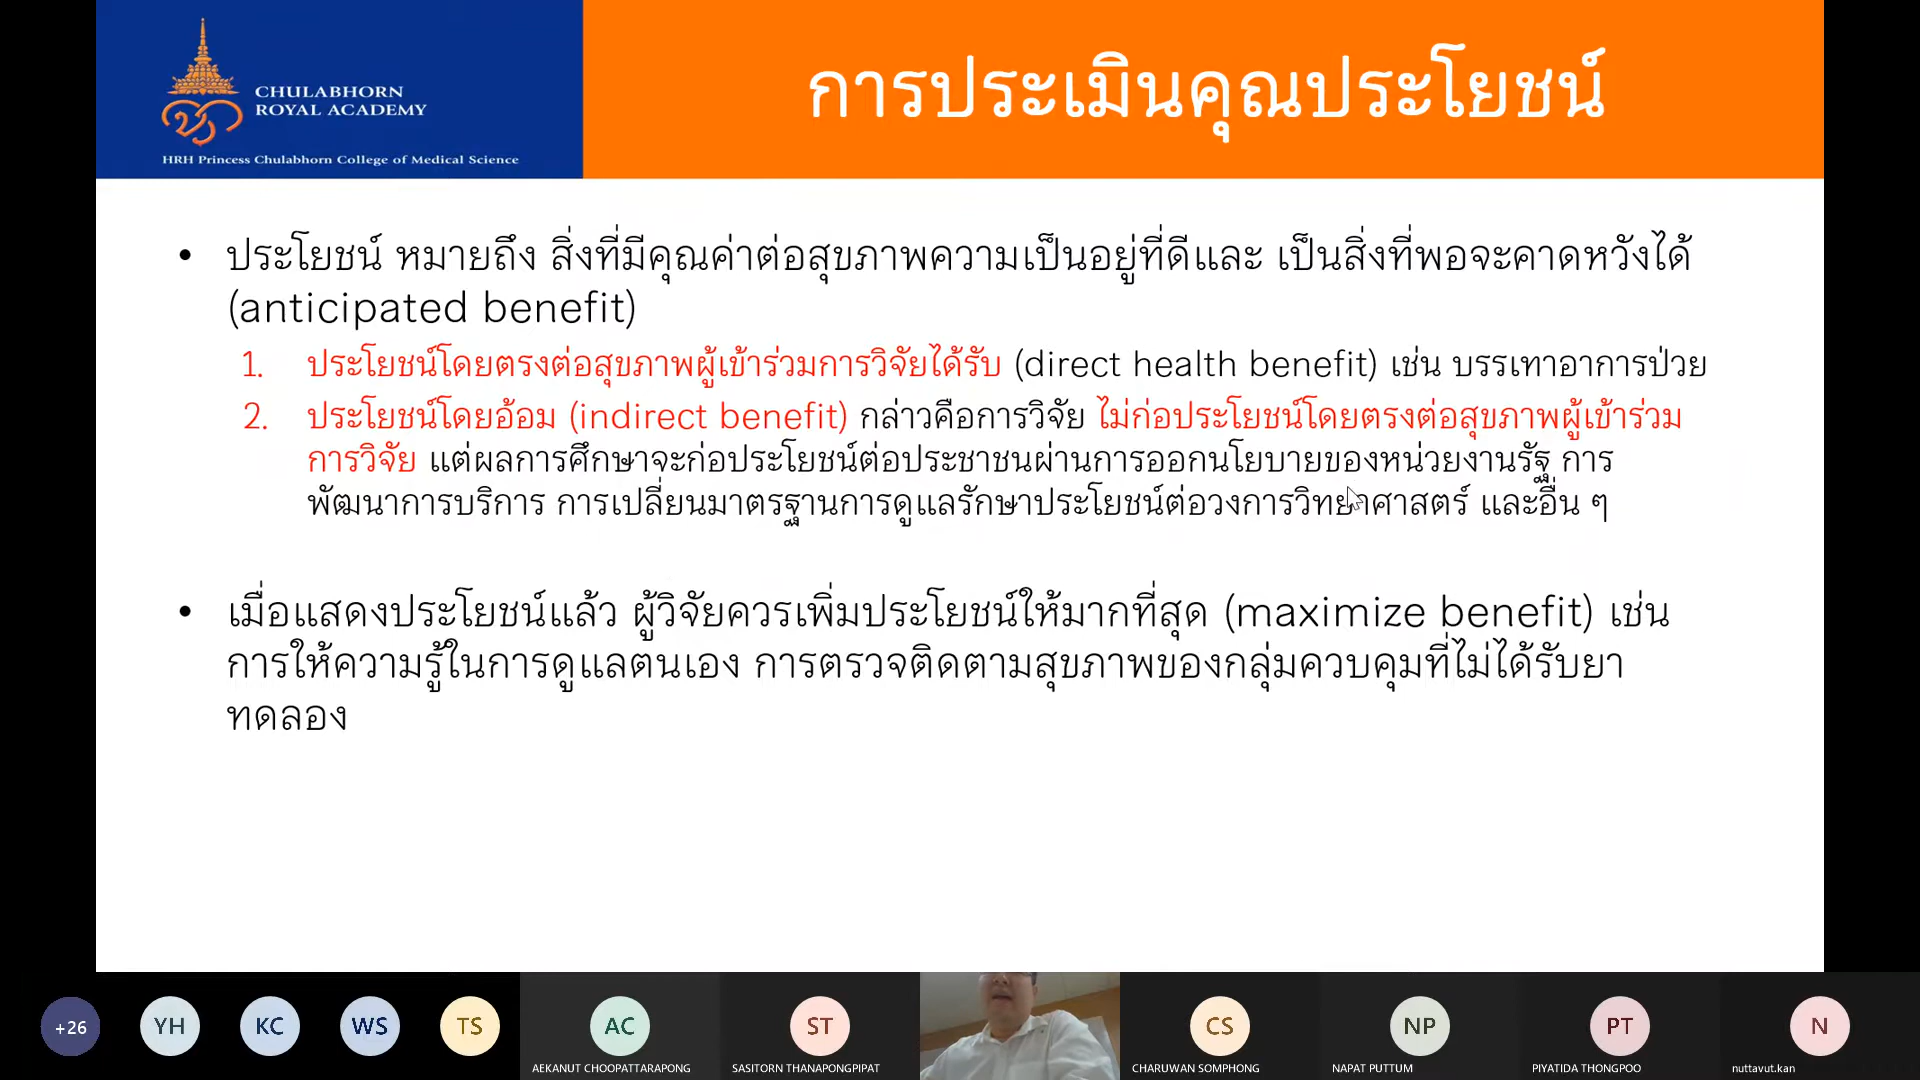 CHULABHORN
ROYAL ACADEMY
HRH Princess Chulabhorn College of Medical Science
การประเมินคุณประโยชน์
• ประโยชน์ หมายถึง สิ่งที่มีคุณค่าต่อสุขภาพความเป็นอยู่ที่ดีและ เป็นสิ่งที่พอจะคาดหวังได้
(anticipated benefit)
1. ประโยชน์โดยตรงต่อสุขภาพผู้เข้าร่วมการวิจัยได้รับ (direct health benefit) เช่น บรรเทาอาการป่วย
2. ประโยชน์โดยอ้อม (indirect benefit) กล่าวคือการวิจัย ไม่ก่อประโยชน์โดยตรงต่อสุขภาพผู้เข้าร่วม
การวิจัย แต่ผลการศึกษาจะก่อประโยชน์ต่อประชาชนผ่านการออกนโยบายของหน่วยงานรัฐ การ
พัฒนาการบริการ การเปลี่ยนมาตรฐานการดูแลรักษาประโยชน์ต่อวงการวิทยาศาสตร์ และอื่น ๆ
• เมื่อแสดงประโยชน์แล้ว ผู้วิจัยควรเพิ่มประโยชน์ให้มากที่สุด (maximize benefit) เช่น
การให้ความรู้ในการดูแลตนเอง การตรวจติดตามสุขภาพของกลุ่มควบคุมที่ไม่ได้รับยา
ทดลอง
+26
YH
KC
WS
TS
AC
ST
CS
NP
PT
N
AEKANUT CHOOPATTARAPONG
SASITORN THANAPONGPIPAT
CHARUWAN SOMPHONG
NAPAT PUTTUM
PIYATIDA THONGPOO
nuttavut.kan